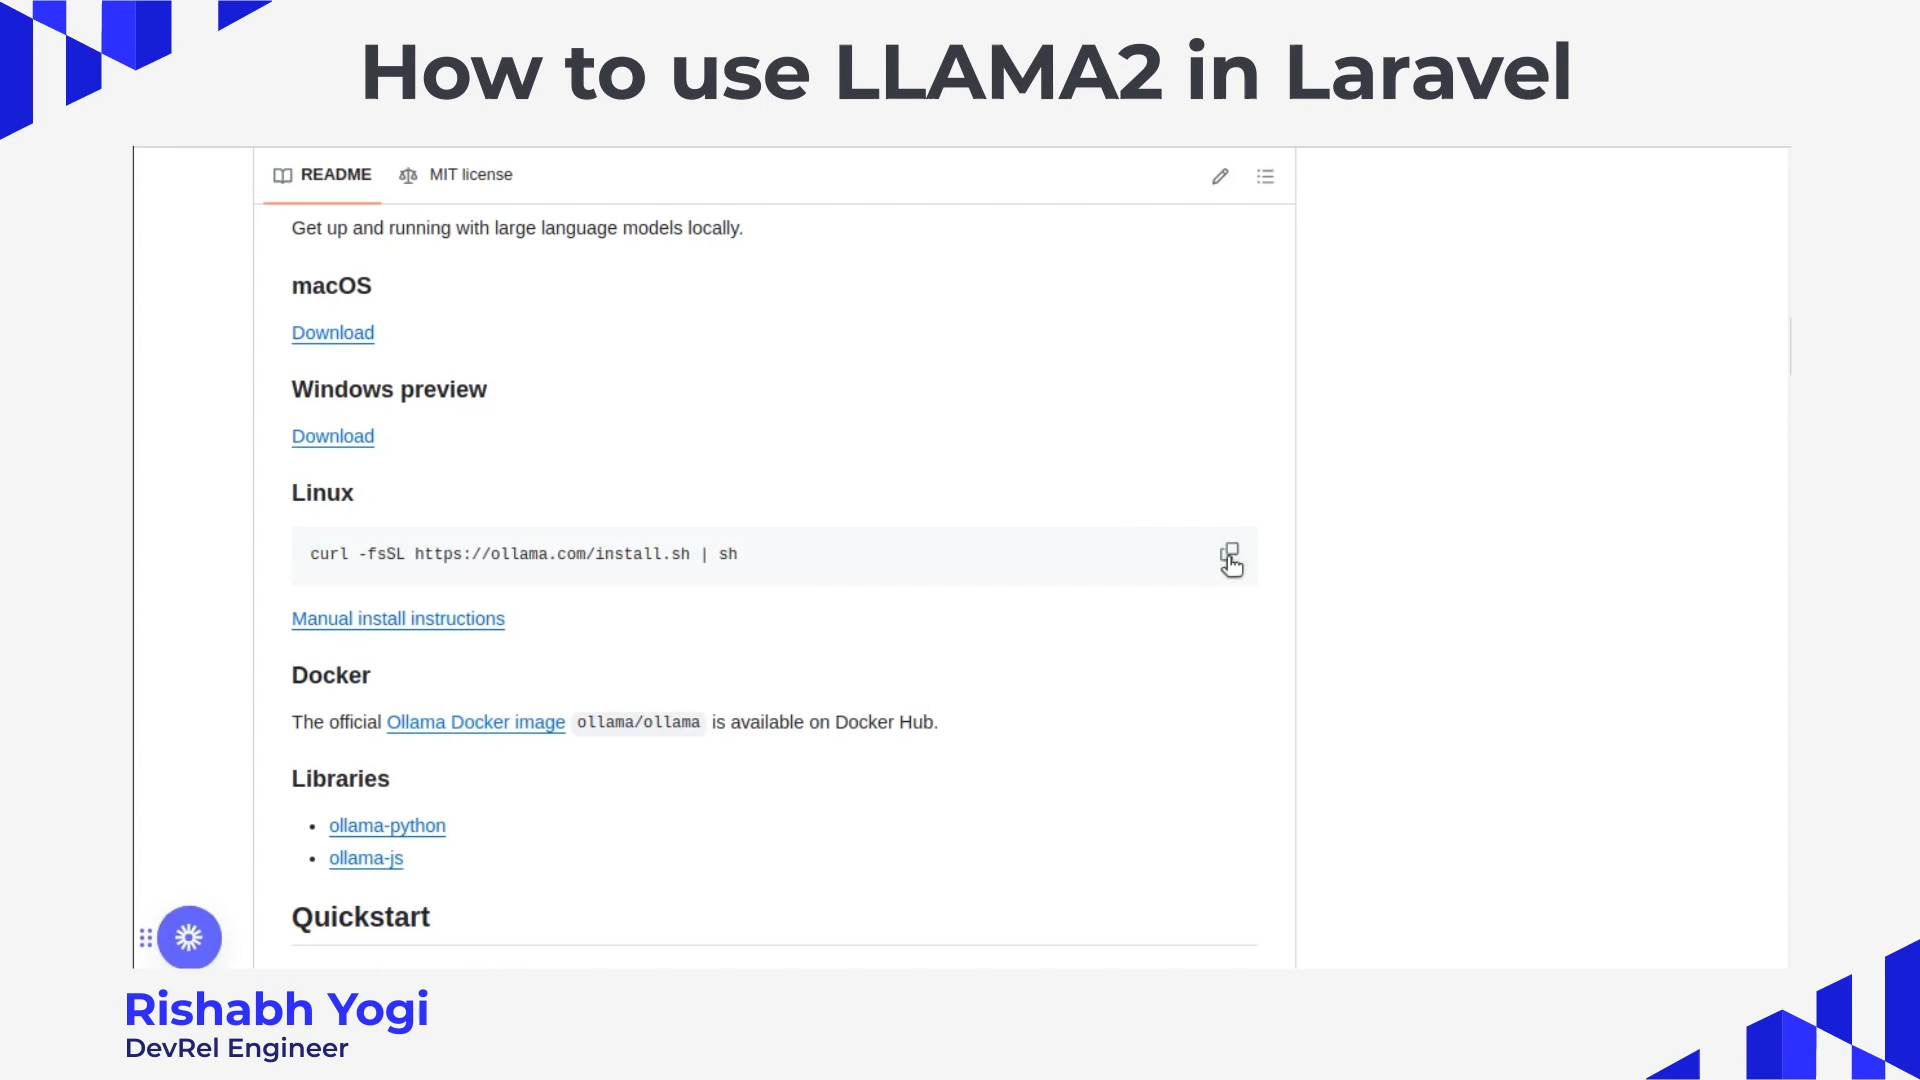 How to use LLAMA2 in Laravel
README MIT license
Get up and running with large language models locally.
macOS
Download
Windows preview
Download
Linux
curl -fsSL https://ollama.com/install.sh | sh
Manual install instructions
Docker
The official Ollama Docker image ollama/ollama is available on Docker Hub.
Libraries
• ollama-python
• ollama-js
Quickstart
Rishabh Yogi
DevRel Engineer